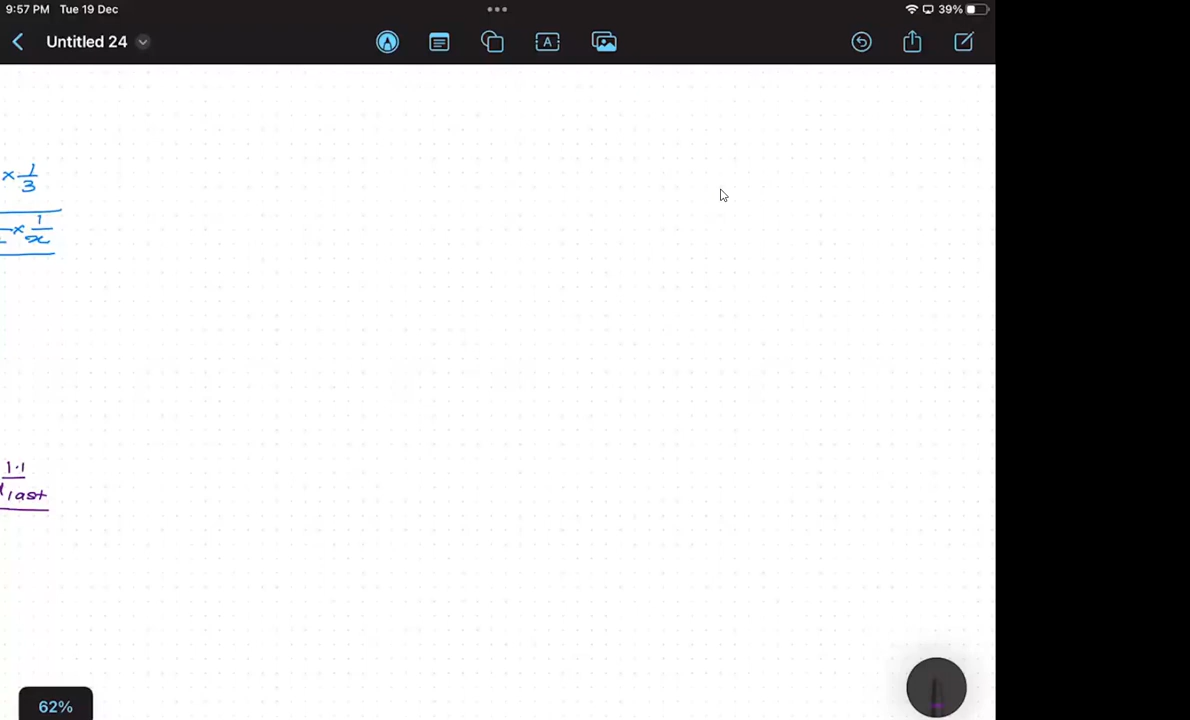 9:57 PM Tue 19 Dec
39%
Untitled 24
A
× 1/3
× 1/x
1·1
last
62%